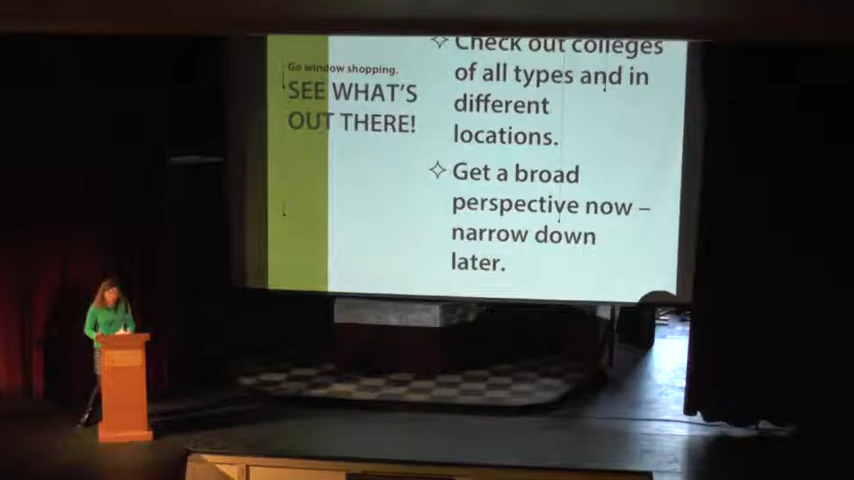 Go window shopping.
SEE WHAT'S
OUT THERE!
✧ Check out colleges
of all types and in
different
locations.
✧ Get a broad
perspective now –
narrow down
later.